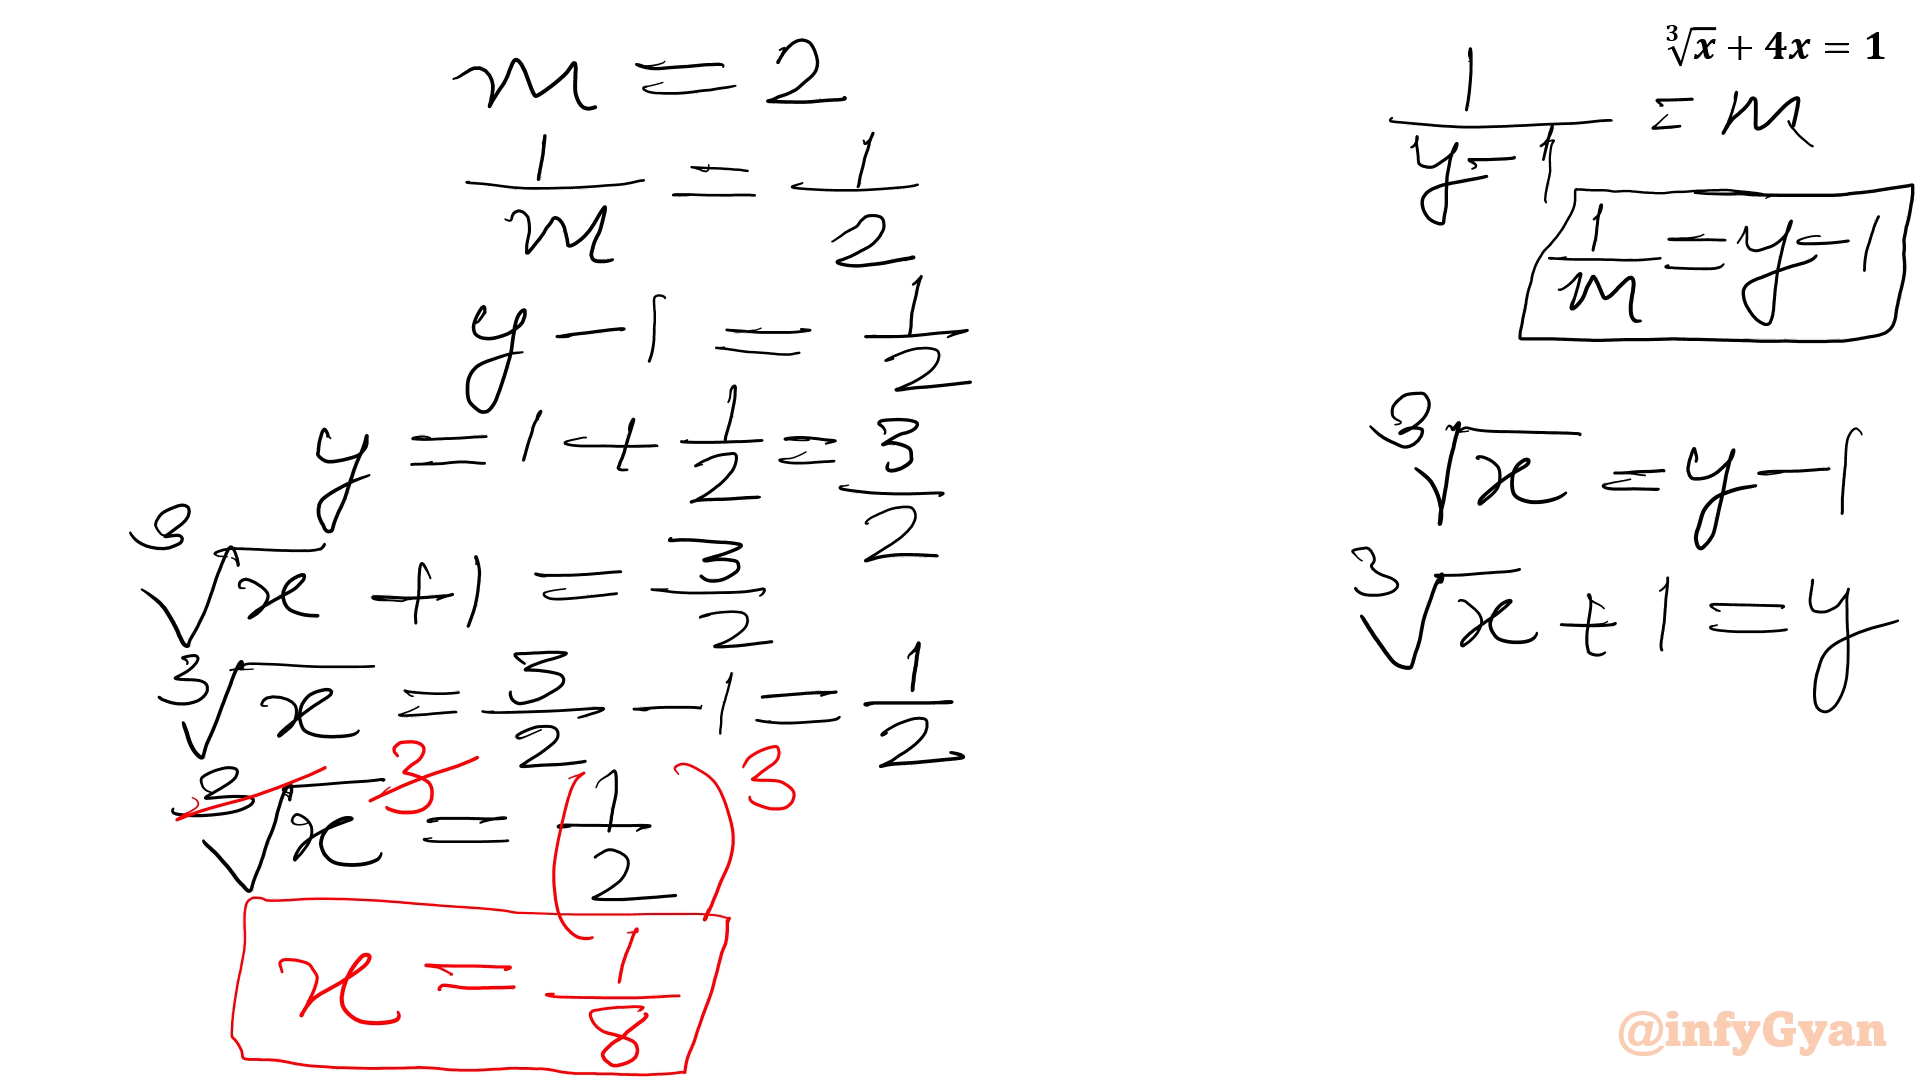 m = 2
1/m = 1/2
y - 1 = 1/2
y = 1 + 1/2 = 3/2
∛x + 1 = 3/2
∛x = 3/2 - 1 = 1/2
∛x³ = (1/2)³
x = 1/8
∛x + 4x = 1
1/(y-1) = m
1/m = y - 1
∛x = y - 1
∛x + 1 = y
@infyGyan